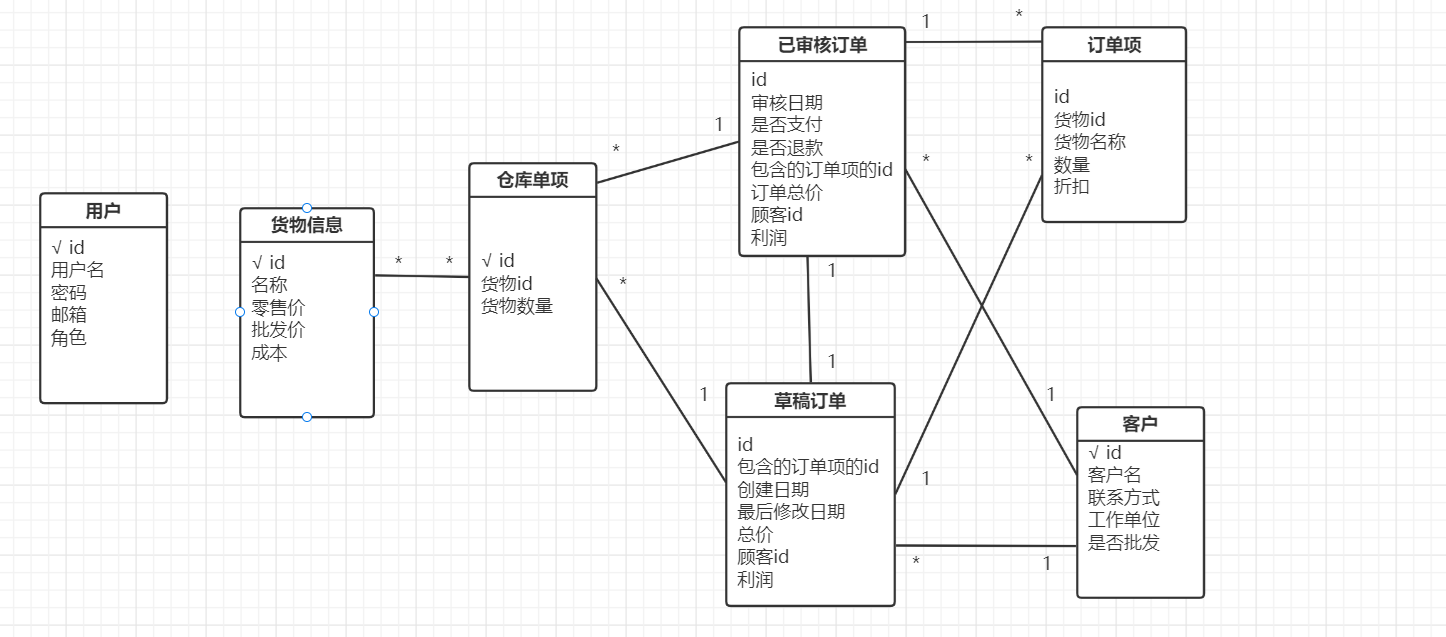 用户
√ id
用户名
密码
邮箱
角色
货物信息
√ id
名称
零售价
批发价
成本
*
*
仓库单项
√ id
货物id
货物数量
*
1
*
1
已审核订单
id
审核日期
是否支付
是否退款
包含的订单项的id
订单总价
顾客id
利润
1
*
订单项
id
货物id
货物名称
数量
折扣
*
*
1
1
草稿订单
id
包含的订单项的id
创建日期
最后修改日期
总价
顾客id
利润
1
1
*
1
客户
√ id
客户名
联系方式
工作单位
是否批发